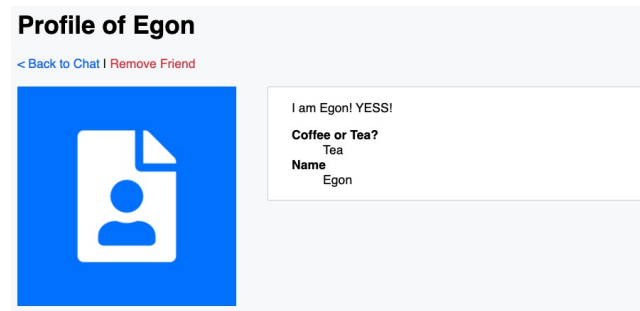 Profile of Egon
< Back to Chat | Remove Friend
I am Egon! YESS!
Coffee or Tea?
Tea
Name
Egon